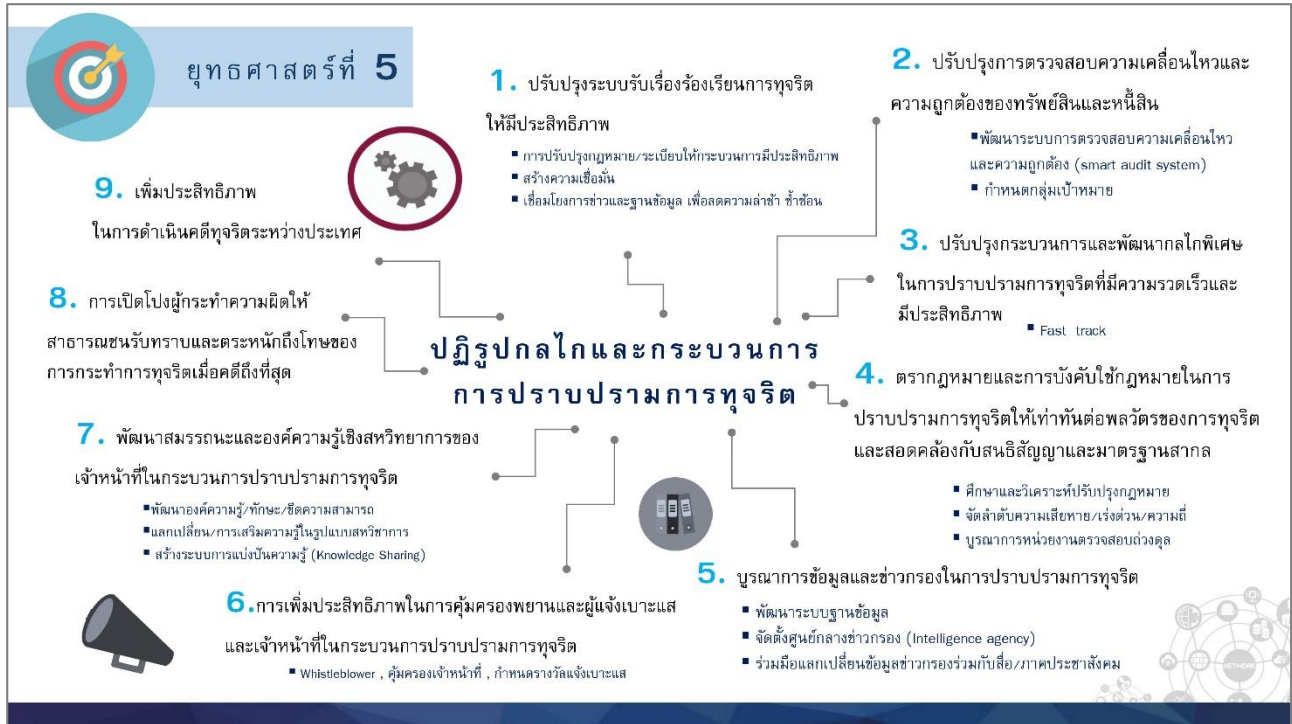 ยุทธศาสตร์ที่ 5
1. ปรับปรุงระบบรับเรื่องร้องเรียนการทุจริต
ให้มีประสิทธิภาพ
▪ การปรับปรุงกฎหมาย/ระเบียบให้กระบวนการมีประสิทธิภาพ
▪ สร้างความเชื่อมั่น
▪ เชื่อมโยงการข่าวและฐานข้อมูล เพื่อลดความล่าช้า ซ้ำซ้อน
2. ปรับปรุงการตรวจสอบความเคลื่อนไหวและ
ความถูกต้องของทรัพย์สินและหนี้สิน
▪พัฒนาระบบการตรวจสอบความเคลื่อนไหว
และความถูกต้อง (smart audit system)
▪ กำหนดกลุ่มเป้าหมาย
3. ปรับปรุงกระบวนการและพัฒนากลไกพิเศษ
ในการปราบปรามการทุจริตที่มีความรวดเร็วและ
มีประสิทธิภาพ
▪ Fast track
ปฏิรูปกลไกและกระบวนการ
การปราบปรามการทุจริต
4. ตรากฎหมายและการบังคับใช้กฎหมายในการ
ปราบปรามการทุจริตให้เท่าทันต่อพลวัตรของการทุจริต
และสอดคล้องกับสนธิสัญญาและมาตรฐานสากล
▪ ศึกษาและวิเคราะห์ปรับปรุงกฎหมาย
▪ จัดลำดับความเสียหาย/เร่งด่วน/ความถี่
▪ บูรณาการหน่วยงานตรวจสอบถ่วงดุล
5. บูรณาการข้อมูลและข่าวกรองในการปราบปรามการทุจริต
▪ พัฒนาระบบฐานข้อมูล
▪ จัดตั้งศูนย์กลางข่าวกรอง (Intelligence agency)
▪ ร่วมมือแลกเปลี่ยนข้อมูลข่าวกรองร่วมกับสื่อ/ภาคประชาสังคม
6.การเพิ่มประสิทธิภาพในการคุ้มครองพยานและผู้แจ้งเบาะแส
และเจ้าหน้าที่ในกระบวนการปราบปรามการทุจริต
▪ Whistleblower , คุ้มครองเจ้าหน้าที่ , กำหนดรางวัลแจ้งเบาะแส
7. พัฒนาสมรรถนะและองค์ความรู้เชิงสหวิทยาการของ
เจ้าหน้าที่ในกระบวนการปราบปรามการทุจริต
▪พัฒนาองค์ความรู้/ทักษะ/ขีดความสามารถ
▪แลกเปลี่ยน/การเสริมความรู้ในรูปแบบสหวิชาการ
▪ สร้างระบบการแบ่งปันความรู้ (Knowledge Sharing)
8. การเปิดโปงผู้กระทำความผิดให้
สาธารณชนรับทราบและตระหนักถึงโทษของ
การกระทำการทุจริตเมื่อคดีถึงที่สุด
9. เพิ่มประสิทธิภาพ
ในการดำเนินคดีทุจริตระหว่างประเทศ
NETWORK